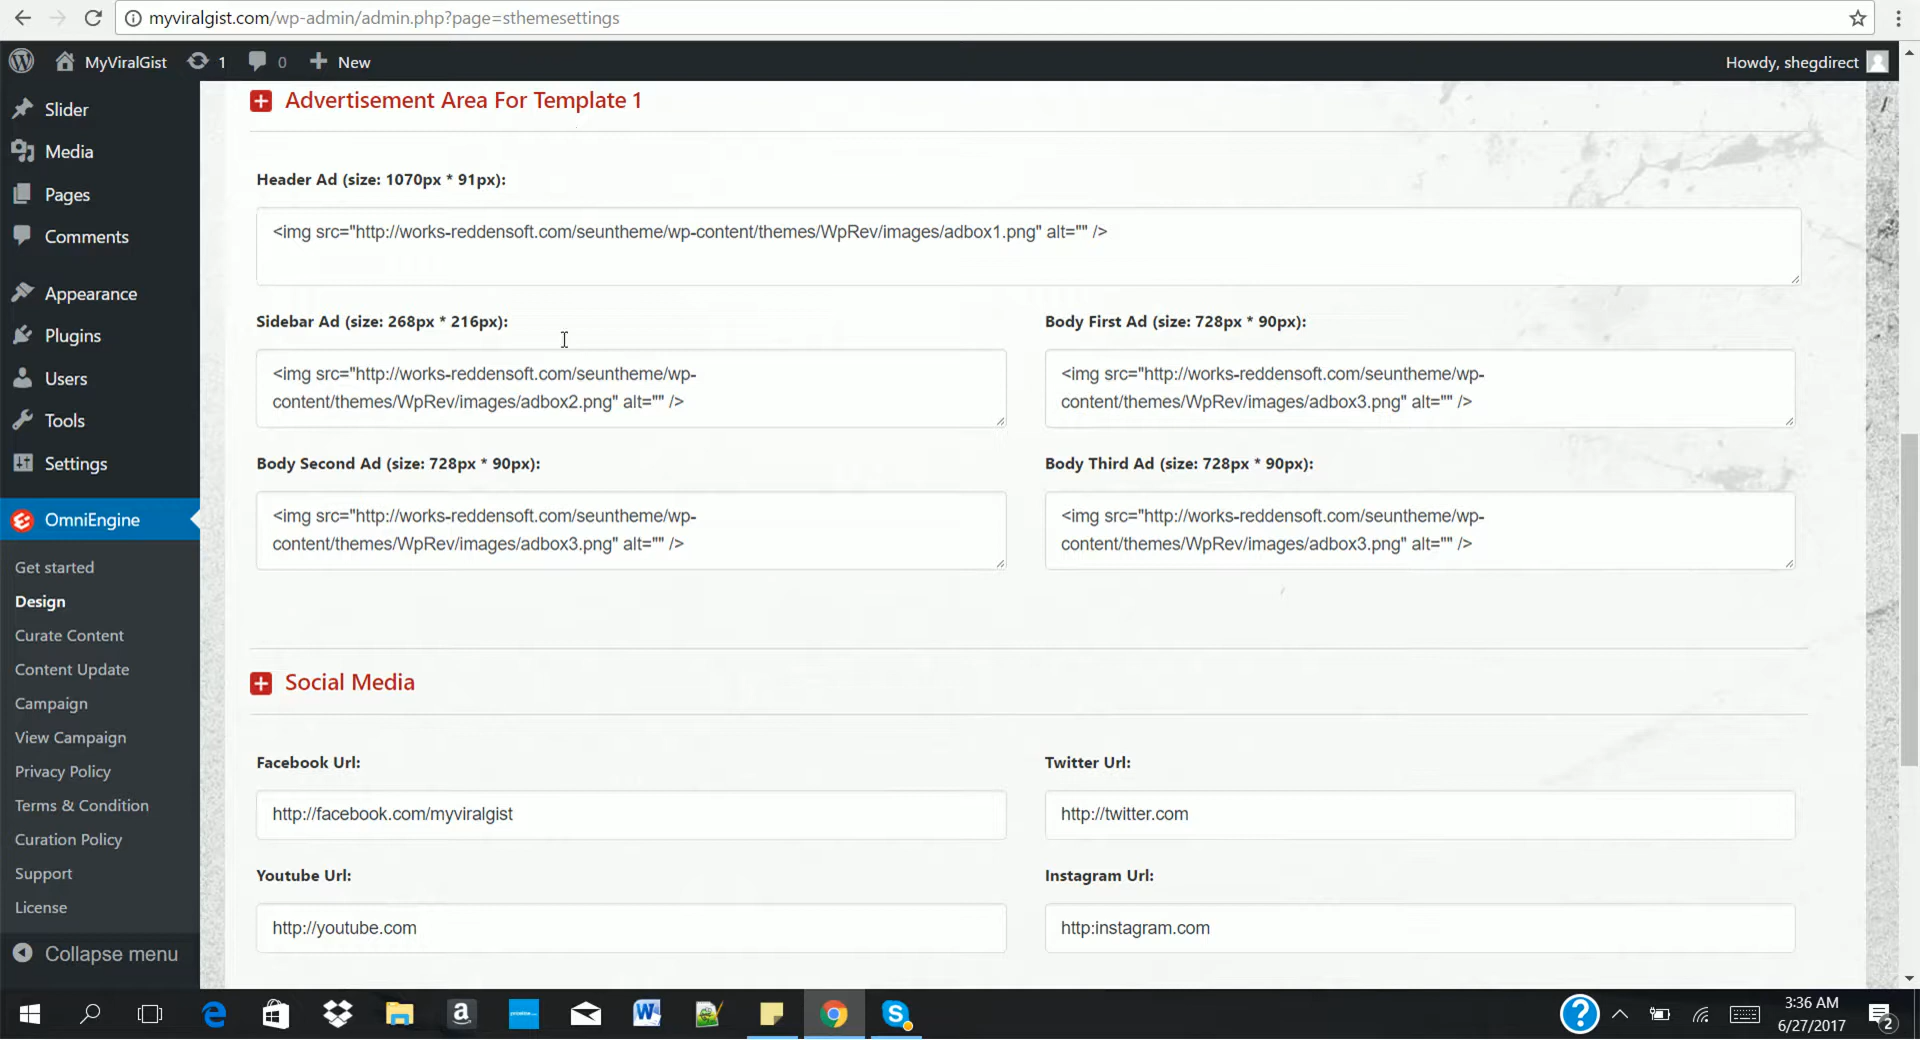 myviralgist.com/wp-admin/admin.php?page=sthemesettings
MyViralGist
1
0
New
Howdy, shegdirect
Slider
Media
Pages
Comments
Appearance
Plugins
Users
Tools
Settings
OmniEngine
Get started
Design
Curate Content
Content Update
Campaign
View Campaign
Privacy Policy
Terms & Condition
Curation Policy
Support
License
Collapse menu
Advertisement Area For Template 1
Header Ad (size: 1070px * 91px):
<img src="http://works-reddensoft.com/seuntheme/wp-content/themes/WpRev/images/adbox1.png" alt="" />
Sidebar Ad (size: 268px * 216px):
<img src="http://works-reddensoft.com/seuntheme/wp-
content/themes/WpRev/images/adbox2.png" alt="" />
Body First Ad (size: 728px * 90px):
<img src="http://works-reddensoft.com/seuntheme/wp-
content/themes/WpRev/images/adbox3.png" alt="" />
Body Second Ad (size: 728px * 90px):
<img src="http://works-reddensoft.com/seuntheme/wp-
content/themes/WpRev/images/adbox3.png" alt="" />
Body Third Ad (size: 728px * 90px):
<img src="http://works-reddensoft.com/seuntheme/wp-
content/themes/WpRev/images/adbox3.png" alt="" />
Social Media
Facebook Url:
http://facebook.com/myviralgist
Twitter Url:
http://twitter.com
Youtube Url:
http://youtube.com
Instagram Url:
http:instagram.com
3:36 AM
6/27/2017
2